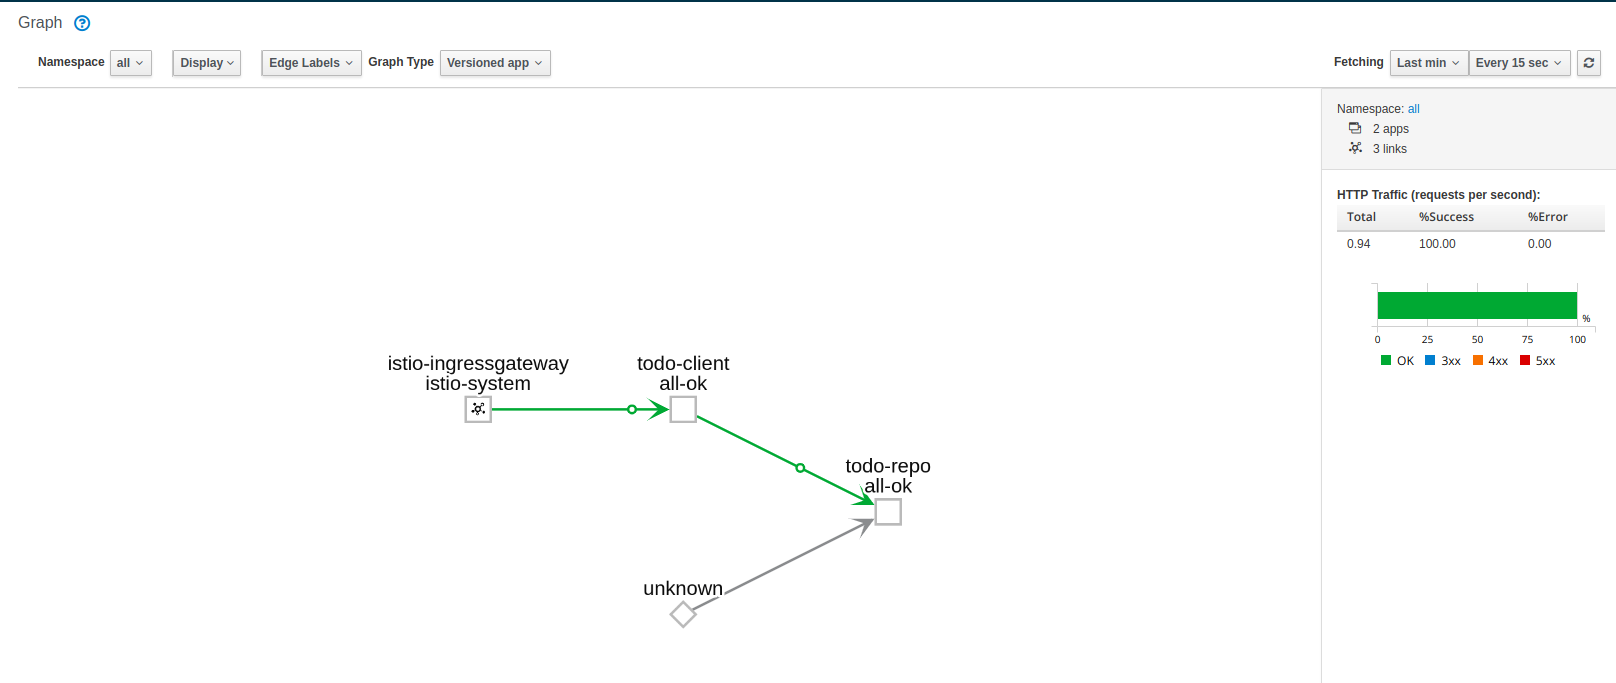 Graph
Namespace all Display Edge Labels Graph Type Versioned app Fetching Last min Every 15 sec
Namespace: all
2 apps
3 links
HTTP Traffic (requests per second):
Total %Success %Error
0.94 100.00 0.00
%
0 25 50 75 100
OK 3xx 4xx 5xx
istio-ingressgateway
istio-system
todo-client
all-ok
todo-repo
all-ok
unknown